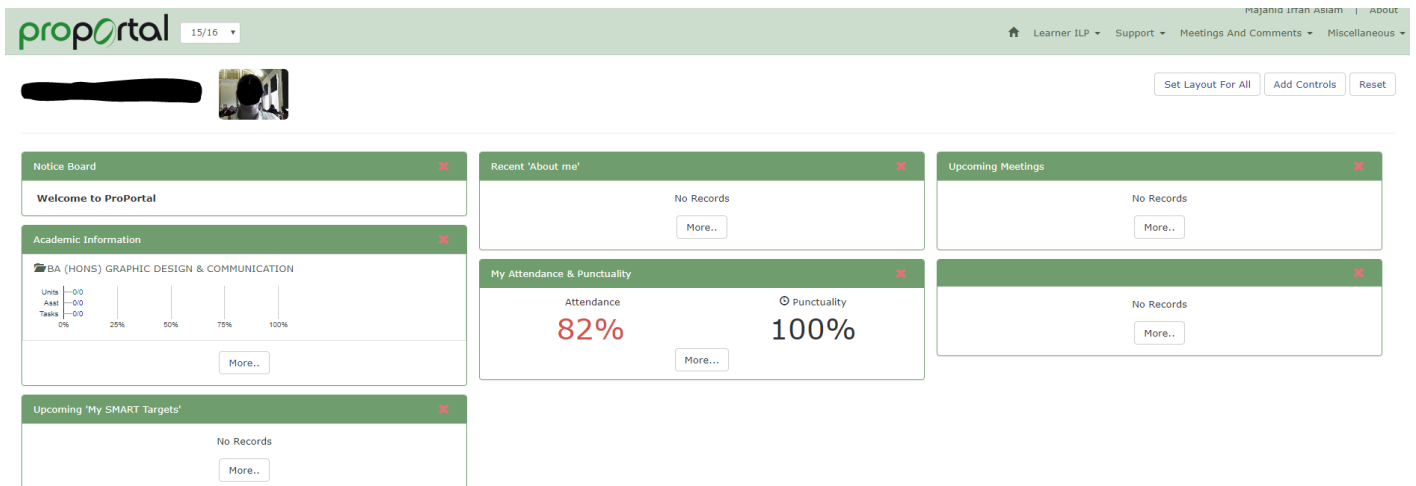 Majahid Irfan Aslam | About
proportal 15/16
Learner ILP Support Meetings And Comments Miscellaneous
Set Layout For All Add Controls Reset
Notice Board
Welcome to ProPortal
Academic Information
BA (HONS) GRAPHIC DESIGN & COMMUNICATION
Units 0/0
Asst 0/0
Tasks 0/0
0% 25% 50% 75% 100%
More..
Upcoming 'My SMART Targets'
No Records
More..
Recent 'About me'
No Records
More..
My Attendance & Punctuality
Attendance Punctuality
82% 100%
More...
Upcoming Meetings
No Records
More..
No Records
More..